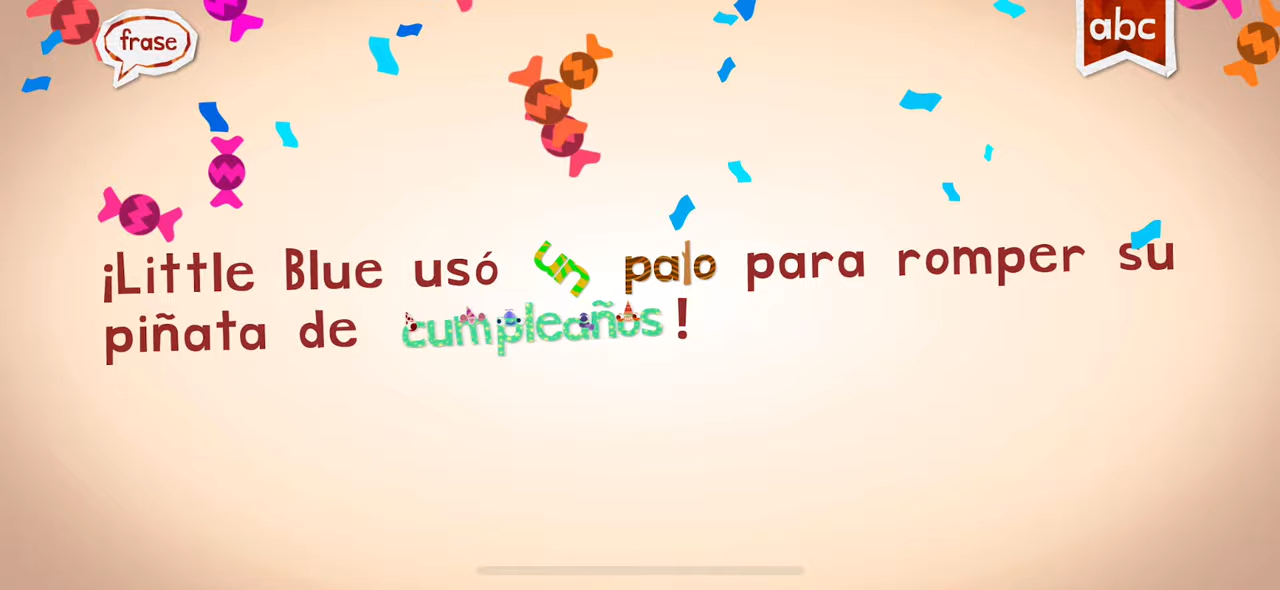 frase
abc
¡Little Blue usó un palo para romper su
piñata de cumpleaños!